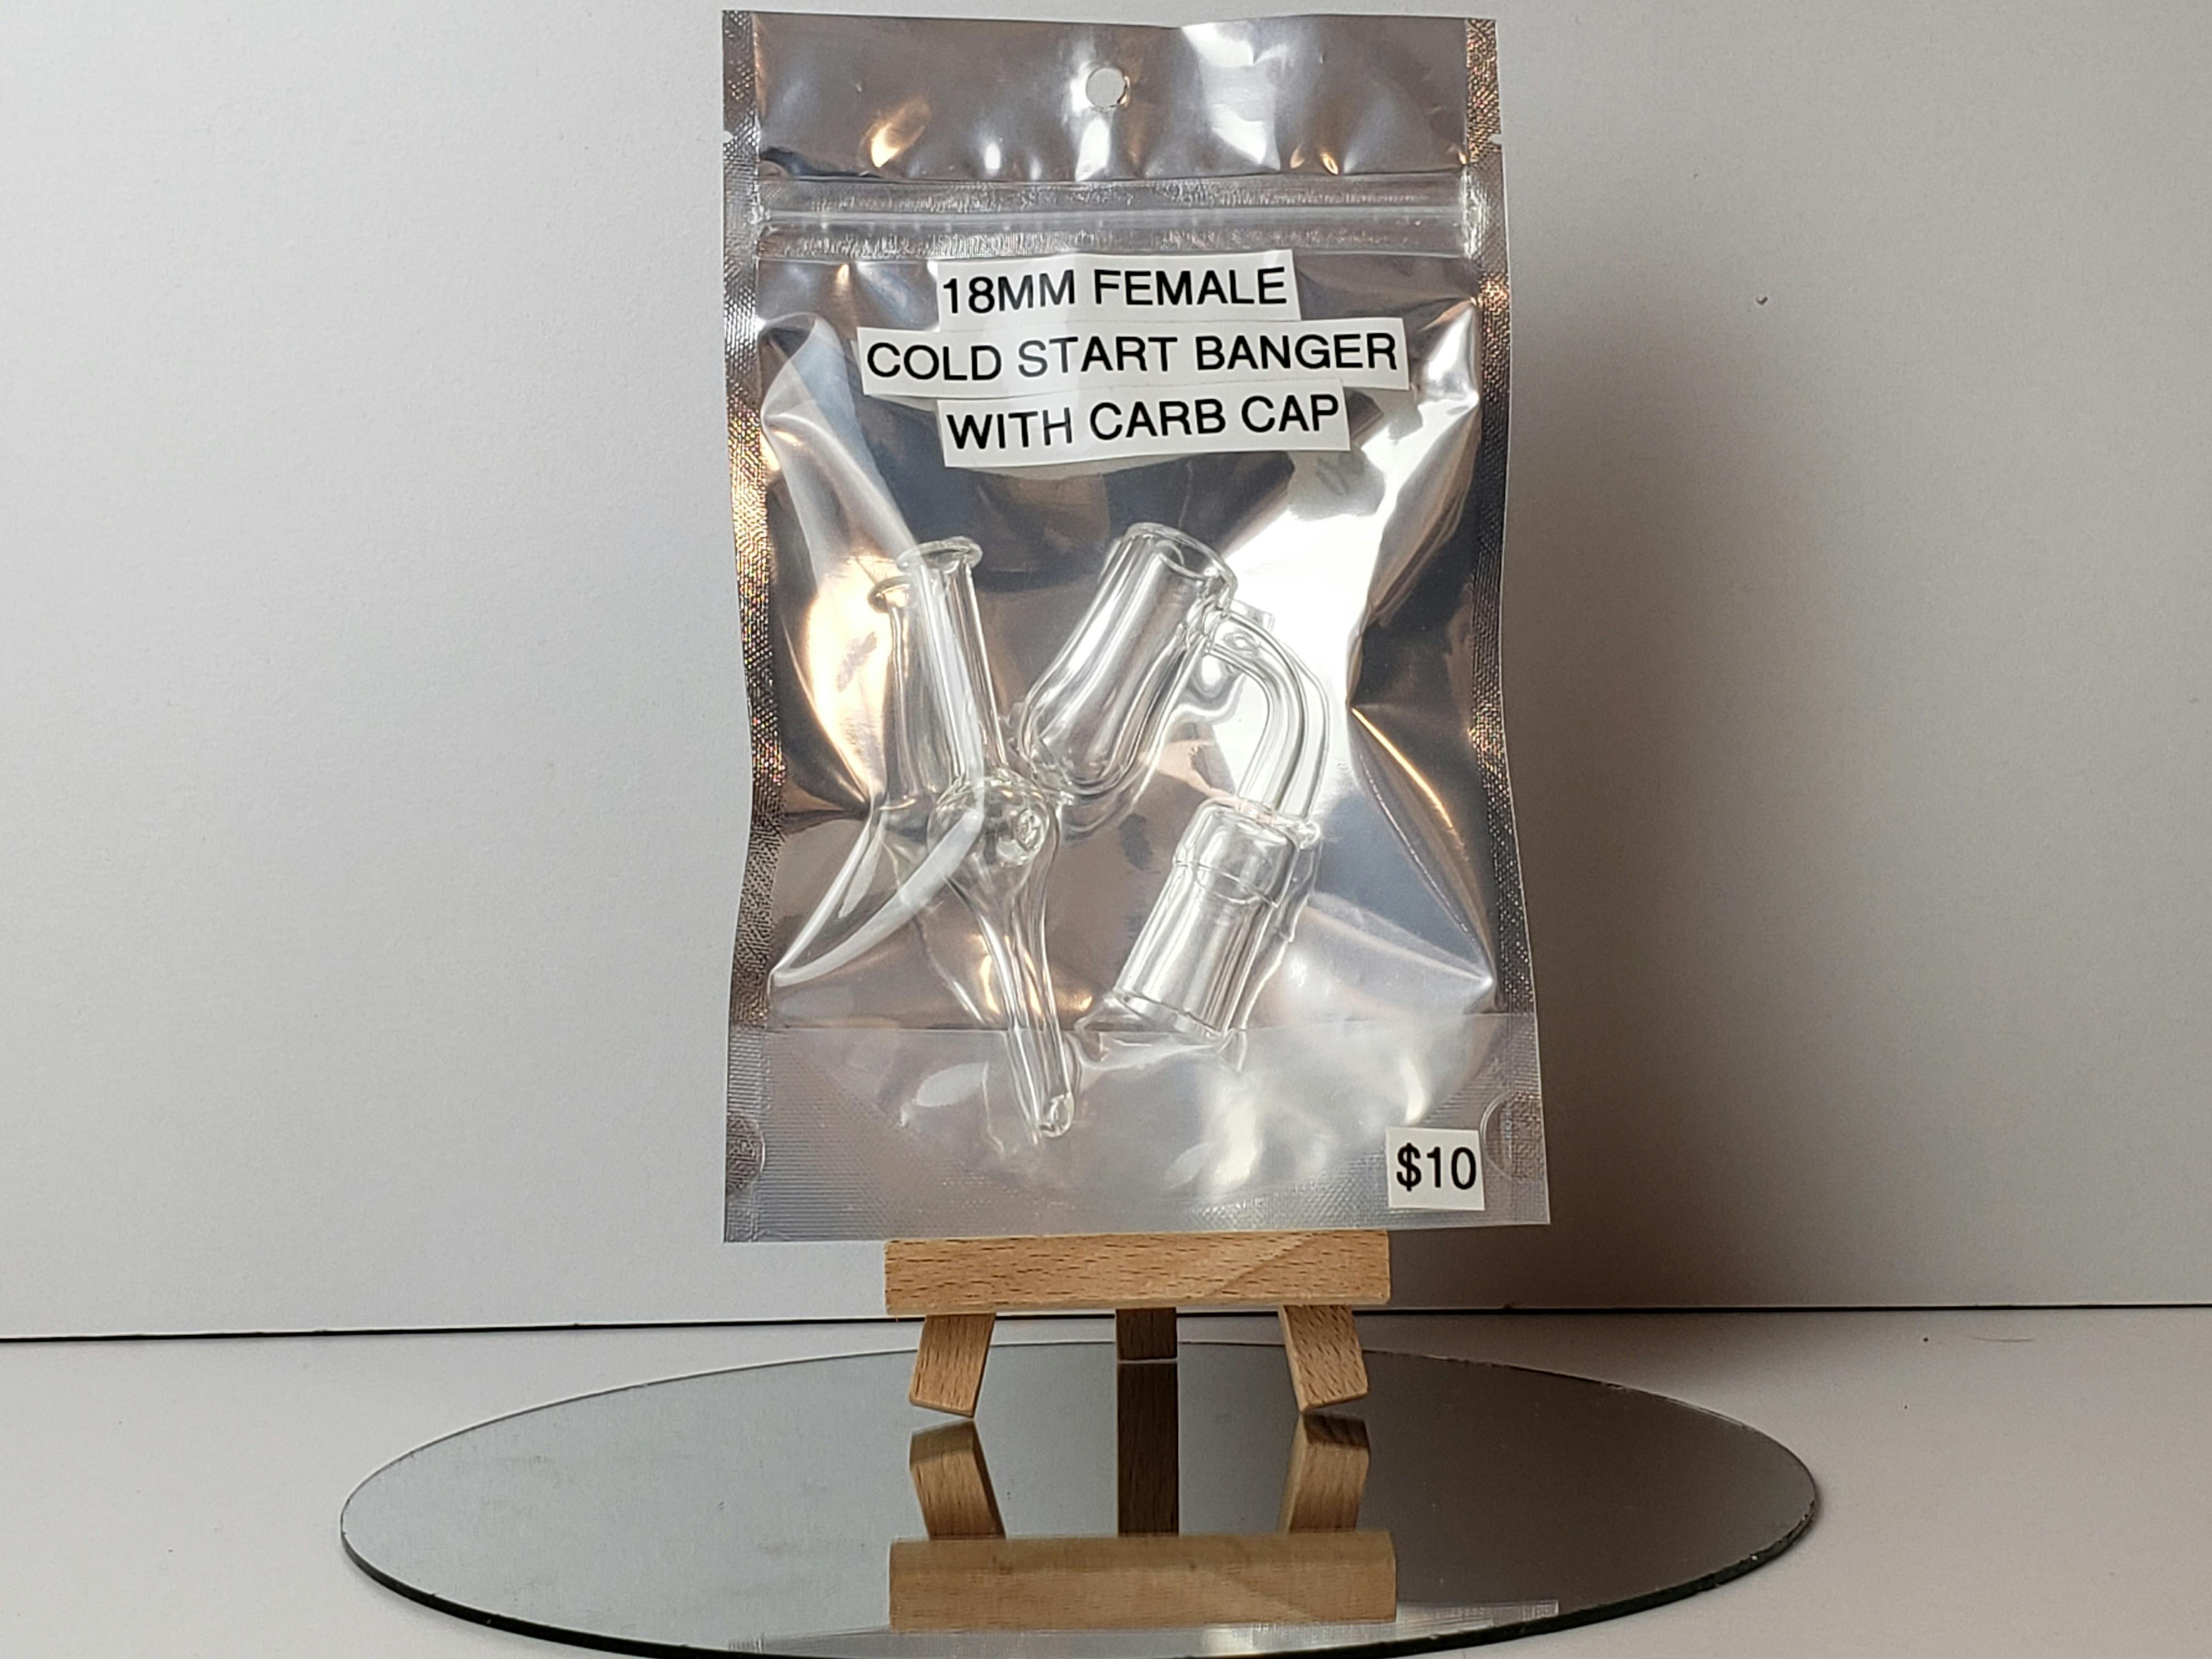 18MM FEMALE
COLD START BANGER
WITH CARB CAP
$10